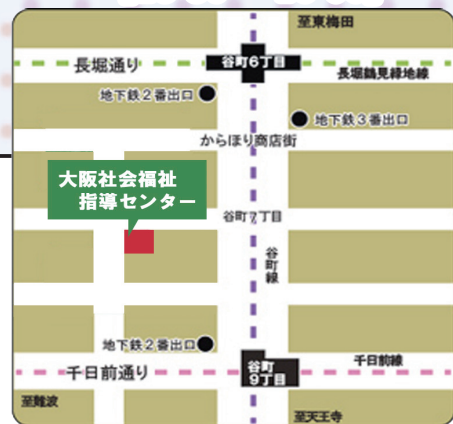 至東梅田
長堀通り
谷町6丁目
長堀鶴見緑地線
地下鉄2番出口
地下鉄3番出口
からほり商店街
大阪社会福祉
指導センター
谷町7丁目
谷町線
地下鉄2番出口
千日前通り
谷町
9丁目
千日前線
至難波
至天王寺